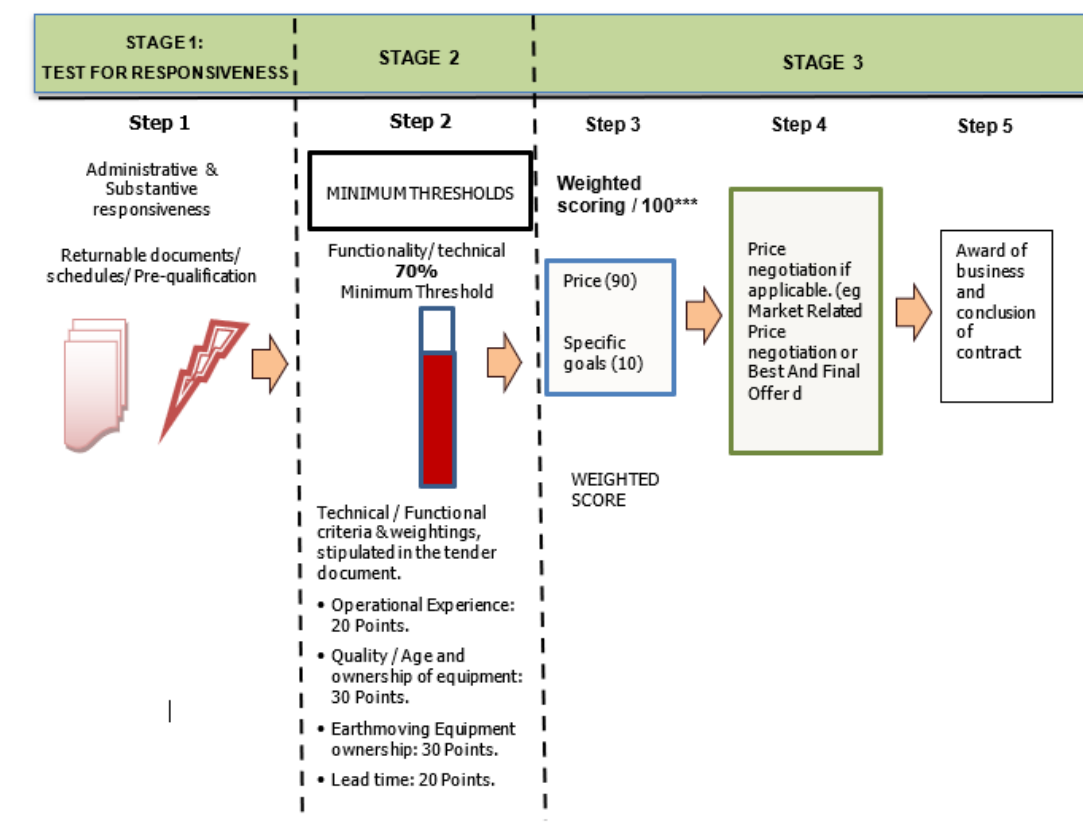 STAGE 1:
TEST FOR RESPONSIVENESS
STAGE 2
STAGE 3
Step 1
Administrative &
Substantive
responsiveness
Returnable documents/
schedules/ Pre-qualification
Step 2
MINIMUM THRESHOLDS
Functionality/ technical
70%
Minimum Threshold
Technical / Functional
criteria & weightings,
stipulated in the tender
document.
• Operational Experience:
20 Points.
• Quality / Age and
ownership of equipment:
30 Points.
• Earthmoving Equipment
ownership: 30 Points.
• Lead time: 20 Points.
Step 3
Weighted
scoring / 100***
Price (90)
Specific
goals (10)
WEIGHTED
SCORE
Step 4
Price
negotiation if
applicable. (eg
Market Related
Price
negotiation or
Best And Final
Offer d
Step 5
Award of
business
and
conclusion
of
contract